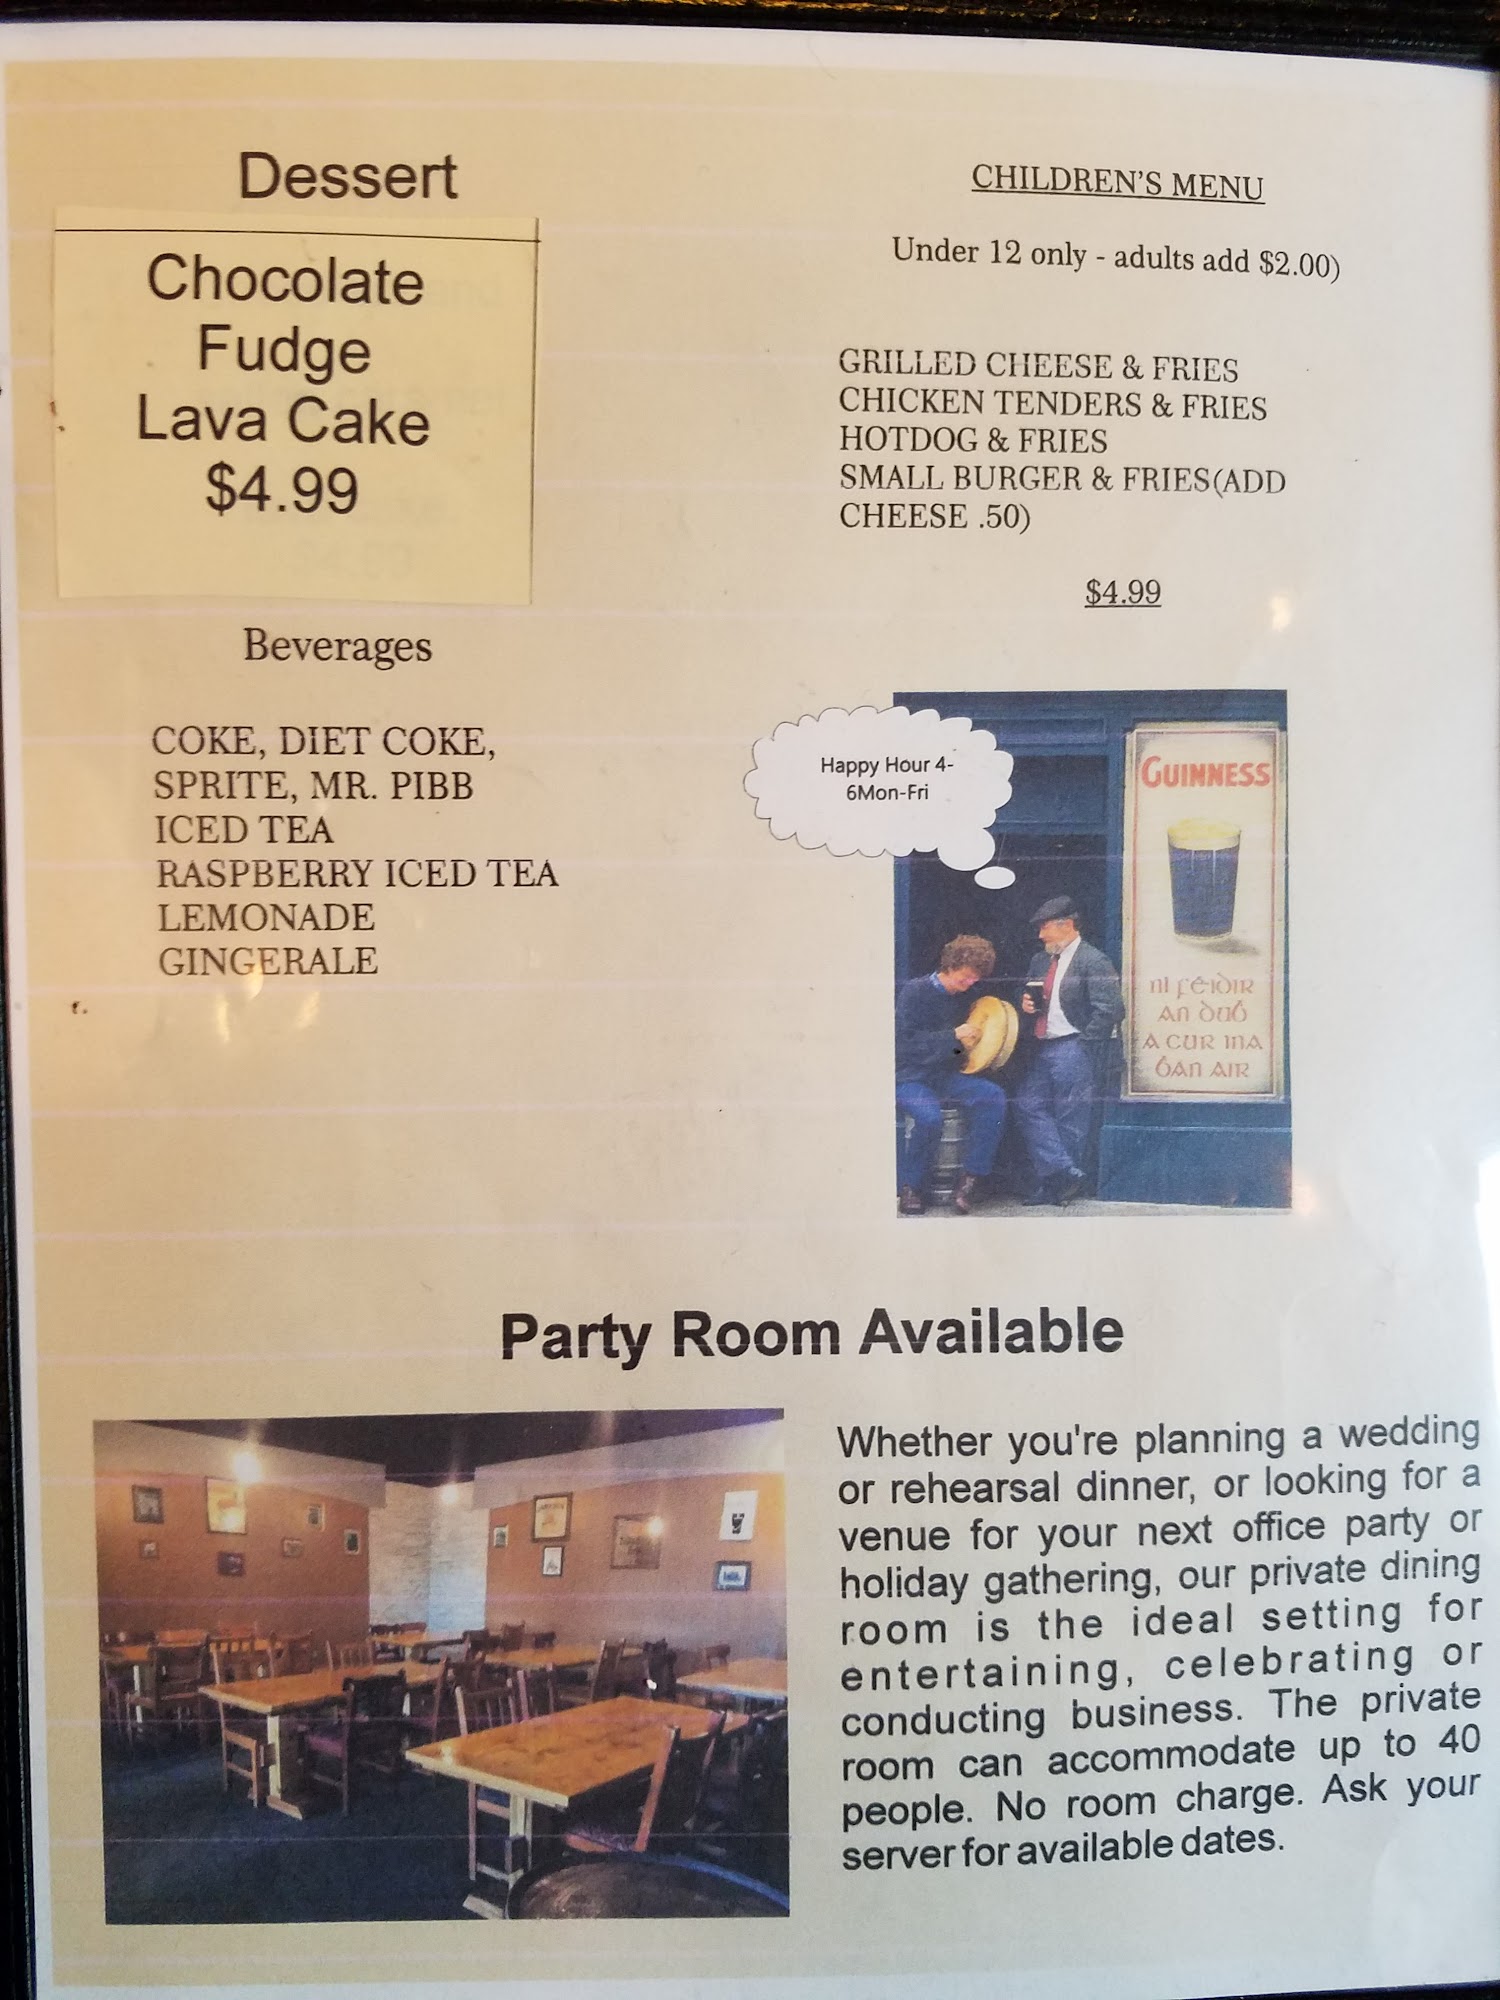 Dessert
Chocolate
Fudge
Lava Cake
$4.99
Beverages
COKE, DIET COKE,
SPRITE, MR. PIBB
ICED TEA
RASPBERRY ICED TEA
LEMONADE
GINGERALE
CHILDREN'S MENU
Under 12 only - adults add $2.00)
GRILLED CHEESE & FRIES
CHICKEN TENDERS & FRIES
HOTDOG & FRIES
SMALL BURGER & FRIES(ADD
CHEESE .50)
$4.99
Happy Hour 4-
6Mon-Fri
GUINNESS
ní féidir
an dub
a cur ina
ban air
Party Room Available
Whether you're planning a wedding
or rehearsal dinner, or looking for a
venue for your next office party or
holiday gathering, our private dining
room is the ideal setting for
entertaining, celebrating or
conducting business. The private
room can accommodate up to 40
people. No room charge. Ask your
server for available dates.